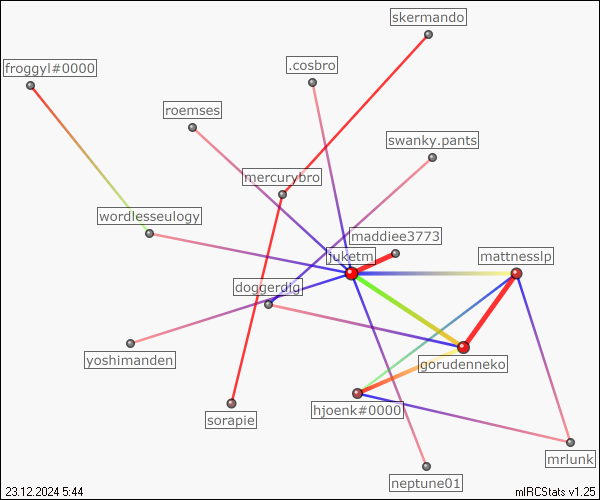 skermando
froggyl#0000
.cosbro
roemses
swanky.pants
mercurybro
wordlesseulogy
maddiee3773
juketm
mattnesslp
doggerdig
yoshimanden
gorudenneko
hjoenk#0000
sorapie
mrlunk
neptune01
23.12.2024 5:44
mIRCStats v1.25